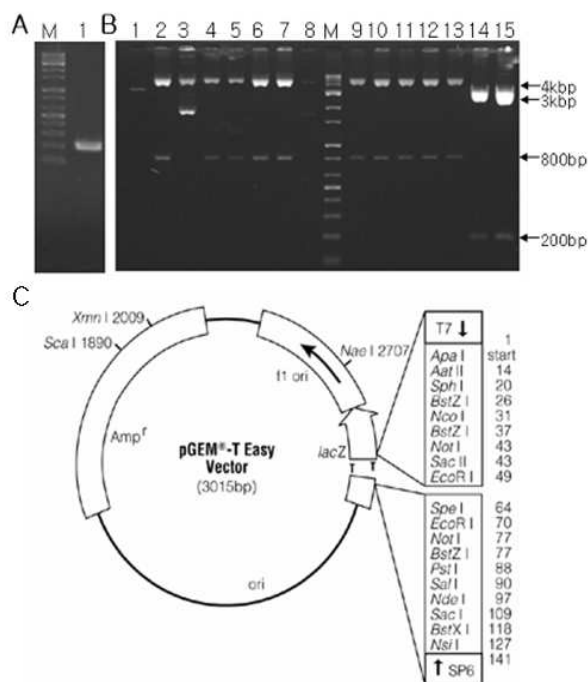 A
M 1
B
1 2 3 4 5 6 7 8 M 9 10 11 12 13 14 15
4kbp
3kbp
800bp
200bp
C
Xmn I 2009
Sca I 1890
Nae I 2707
f1 ori
Ampr
pGEM®-T Easy
Vector
(3015bp)
lacZ
ori
T7 ↓
1
start
Apa I
Aat II 14
Sph I 20
BstZ I 26
Nco I 31
BstZ I 37
Not I 43
Sac II 43
EcoR I 49
Spe I 64
EcoR I 70
Not I 77
BstZ I 77
Pst I 88
Sal I 90
Nde I 97
Sac I 109
BstX I 118
Nsi I 127
141
↑ SP6